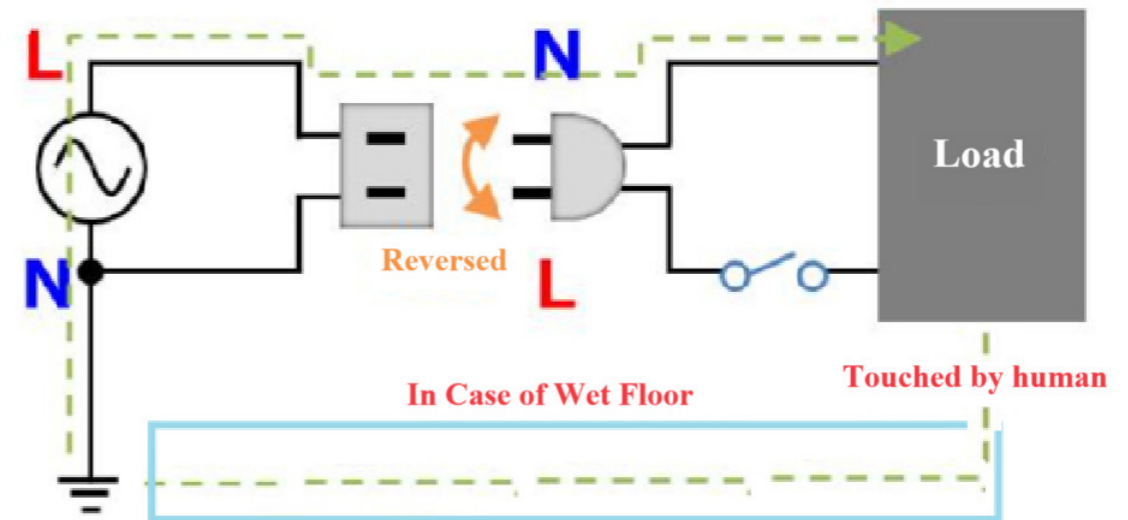 L
N
Load
Reversed
N
L
Touched by human
In Case of Wet Floor